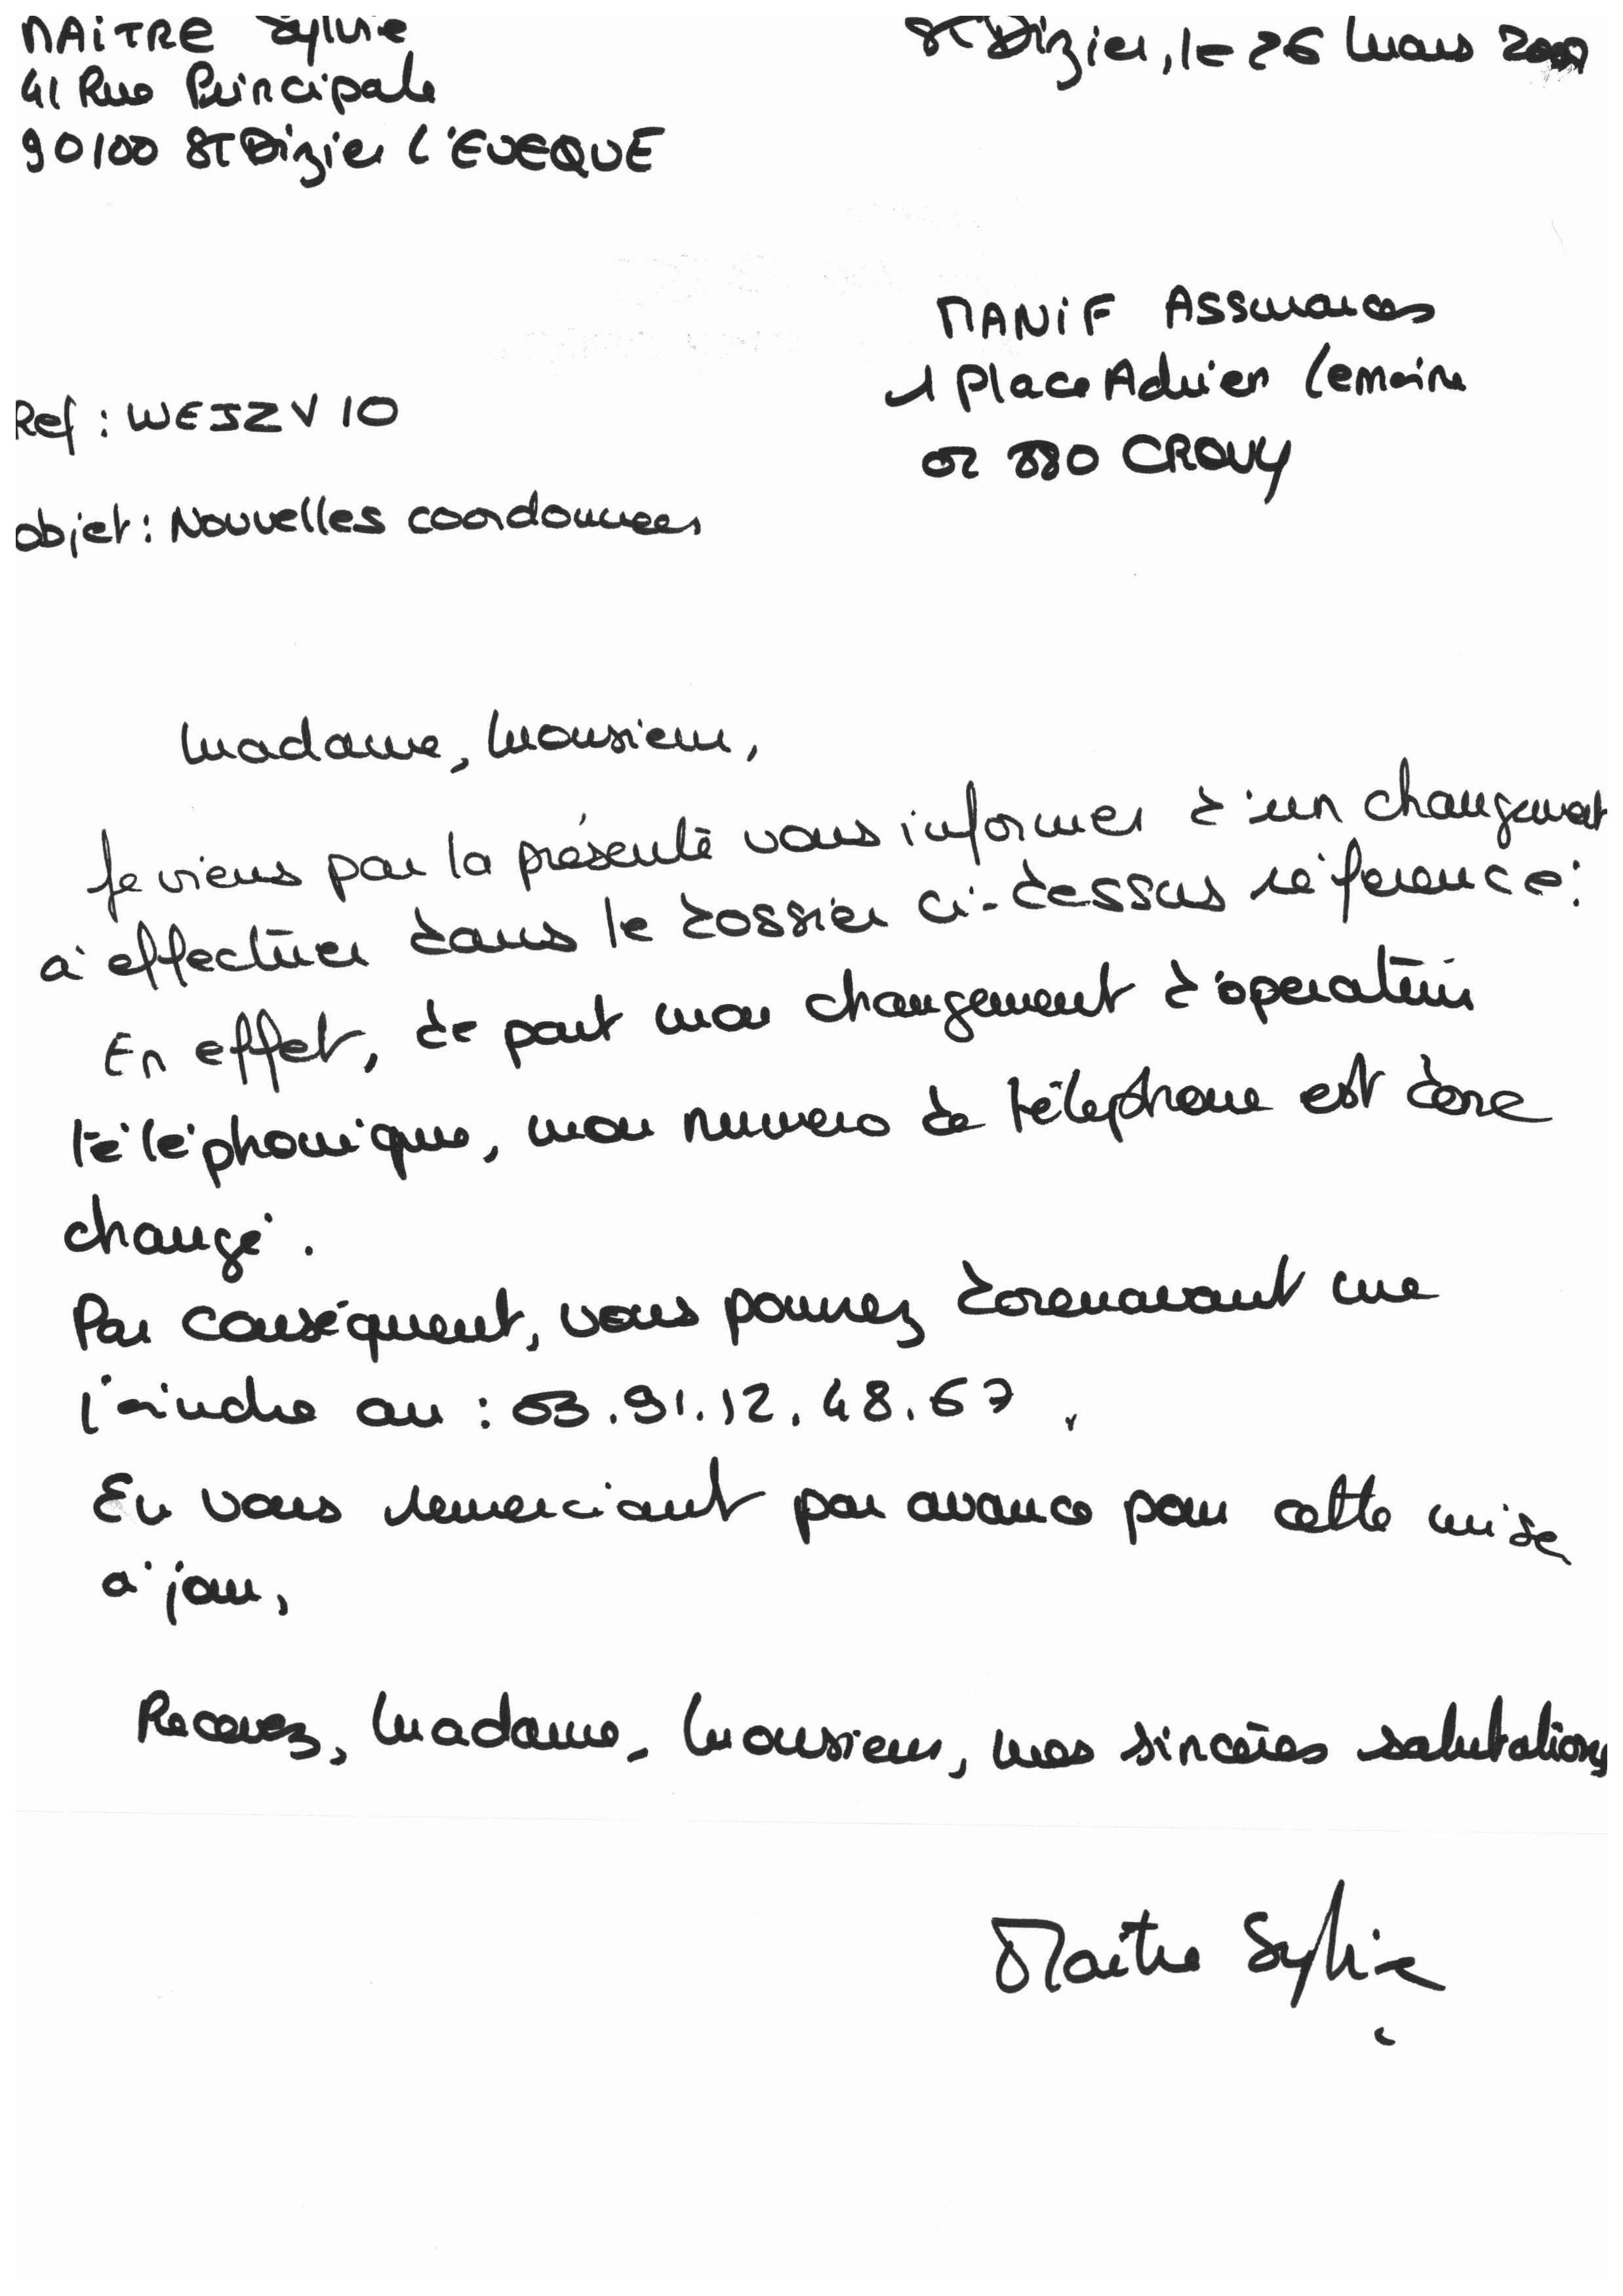 MAITRE Sylvie
41 Rue Principale
90100 St Dizier l'EVEQUE
St Dizier, le 26 Mars
MANIF Assurances
1 Place Adrien Lemaire
02 880 CROUY
Ref : WEJZV10
objet : Nouvelles coordonnees
Madame, Monsieur,
Je viens par la présente vous informer d'un changement
à effectuer dans le dossier ci-dessus référence :
En effet, de part mon changement d'operateur
téléphonique, mon numero de télephone est donc
changé.
Par conséquent, vous pourrez dorenavant me
joindre au : 03.91.12.48.67.
En vous remerciant par avance pour cette mise
à jour,
Recevez, Madame, Monsieur, mes sincères salutations
Maitre Sylvie